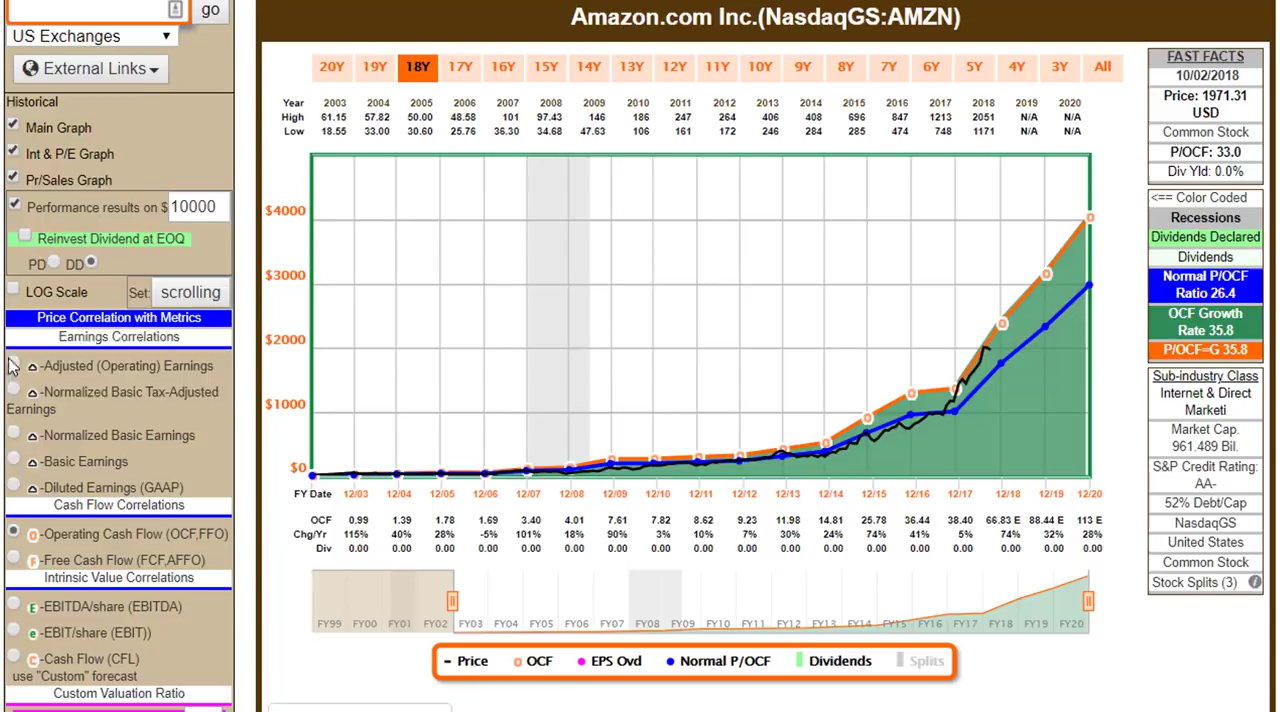 go
US Exchanges
External Links
Historical
Main Graph
Int & P/E Graph
Pr/Sales Graph
Performance results on $ 10000
Reinvest Dividend at EOQ
PD DD
LOG Scale Set: scrolling
Price Correlation with Metrics
Earnings Correlations
-Adjusted (Operating) Earnings
-Normalized Basic Tax-Adjusted
Earnings
-Normalized Basic Earnings
-Basic Earnings
-Diluted Earnings (GAAP)
Cash Flow Correlations
O-Operating Cash Flow (OCF,FFO)
F-Free Cash Flow (FCF,AFFO)
Intrinsic Value Correlations
E-EBITDA/share (EBITDA)
e-EBIT/share (EBIT))
C-Cash Flow (CFL)
use "Custom" forecast
Custom Valuation Ratio
Amazon.com Inc.(NasdaqGS:AMZN)
20Y 19Y 18Y 17Y 16Y 15Y 14Y 13Y 12Y 11Y 10Y 9Y 8Y 7Y 6Y 5Y 4Y 3Y All
Year 2003 2004 2005 2006 2007 2008 2009 2010 2011 2012 2013 2014 2015 2016 2017 2018 2019 2020
High 61.15 57.82 50.00 48.58 101 97.43 146 186 247 264 406 408 696 847 1213 2051 N/A N/A
Low 18.55 33.00 30.60 25.76 36.30 34.68 47.63 106 161 172 246 284 285 474 748 1171 N/A N/A
$4000
$3000
$2000
$1000
$0
FY Date 12/03 12/04 12/05 12/06 12/07 12/08 12/09 12/10 12/11 12/12 12/13 12/14 12/15 12/16 12/17 12/18 12/19 12/20
OCF 0.99 1.39 1.78 1.69 3.40 4.01 7.61 7.82 8.62 9.23 11.98 14.81 25.78 36.44 38.40 66.83 E 88.44 E 113 E
Chg/Yr 115% 40% 28% -5% 101% 18% 90% 3% 10% 7% 30% 24% 74% 41% 5% 74% 32% 28%
Div 0.00 0.00 0.00 0.00 0.00 0.00 0.00 0.00 0.00 0.00 0.00 0.00 0.00 0.00 0.00 0.00 0.00 0.00
FY99 FY00 FY01 FY02 FY03 FY04 FY05 FY06 FY07 FY08 FY09 FY10 FY11 FY12 FY13 FY14 FY15 FY16 FY17 FY18 FY19 FY20
Price OCF EPS Ovd Normal P/OCF Dividends Splits
FAST FACTS
10/02/2018
Price: 1971.31
USD
Common Stock
P/OCF: 33.0
Div Yld: 0.0%
<== Color Coded
Recessions
Dividends Declared
Dividends
Normal P/OCF
Ratio 26.4
OCF Growth
Rate 35.8
P/OCF=G 35.8
Sub-industry Class
Internet & Direct
Marketi
Market Cap.
961.489 Bil.
S&P Credit Rating:
AA-
52% Debt/Cap
NasdaqGS
United States
Common Stock
Stock Splits (3)